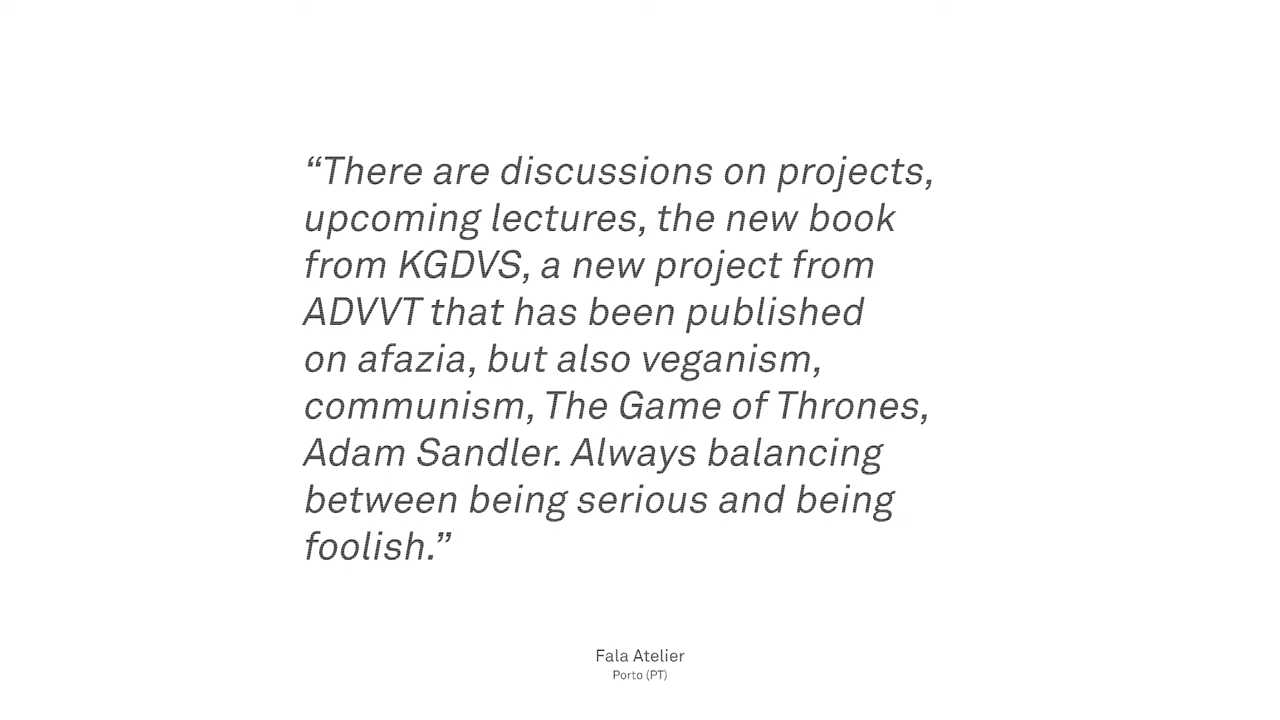 “There are discussions on projects,
upcoming lectures, the new book
from KGDVS, a new project from
ADVVT that has been published
on afazia, but also veganism,
communism, The Game of Thrones,
Adam Sandler. Always balancing
between being serious and being
foolish.”
Fala Atelier
Porto (PT)